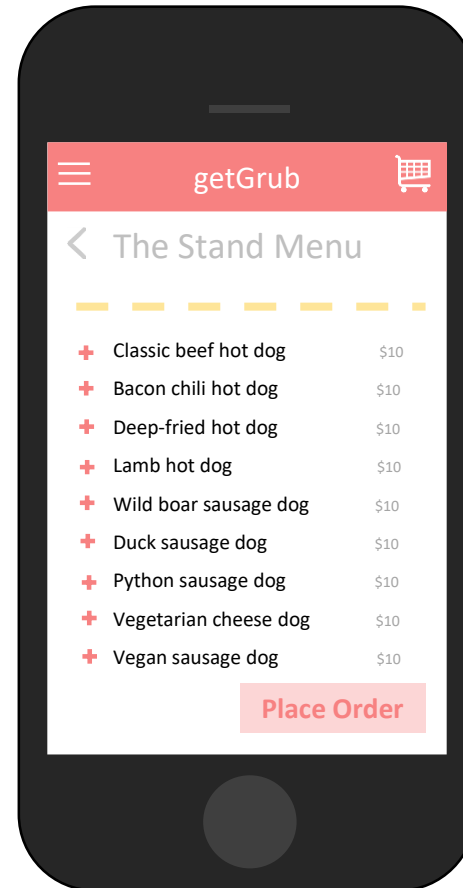 getGrub
The Stand Menu
Classic beef hot dog $10
Bacon chili hot dog $10
Deep-fried hot dog $10
Lamb hot dog $10
Wild boar sausage dog $10
Duck sausage dog $10
Python sausage dog $10
Vegetarian cheese dog $10
Vegan sausage dog $10
Place Order